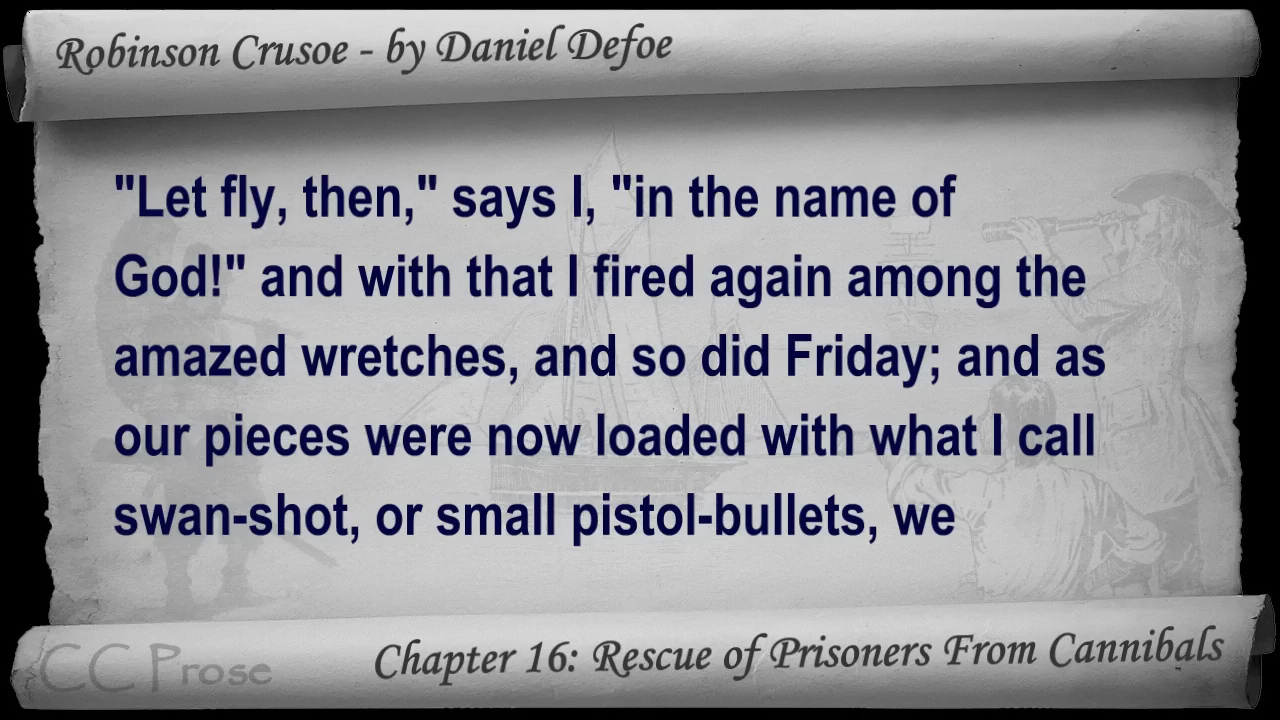 Robinson Crusoe - by Daniel Defoe
"Let fly, then," says I, "in the name of
God!" and with that I fired again among the
amazed wretches, and so did Friday; and as
our pieces were now loaded with what I call
swan-shot, or small pistol-bullets, we
CC Prose
Chapter 16: Rescue of Prisoners From Cannibals